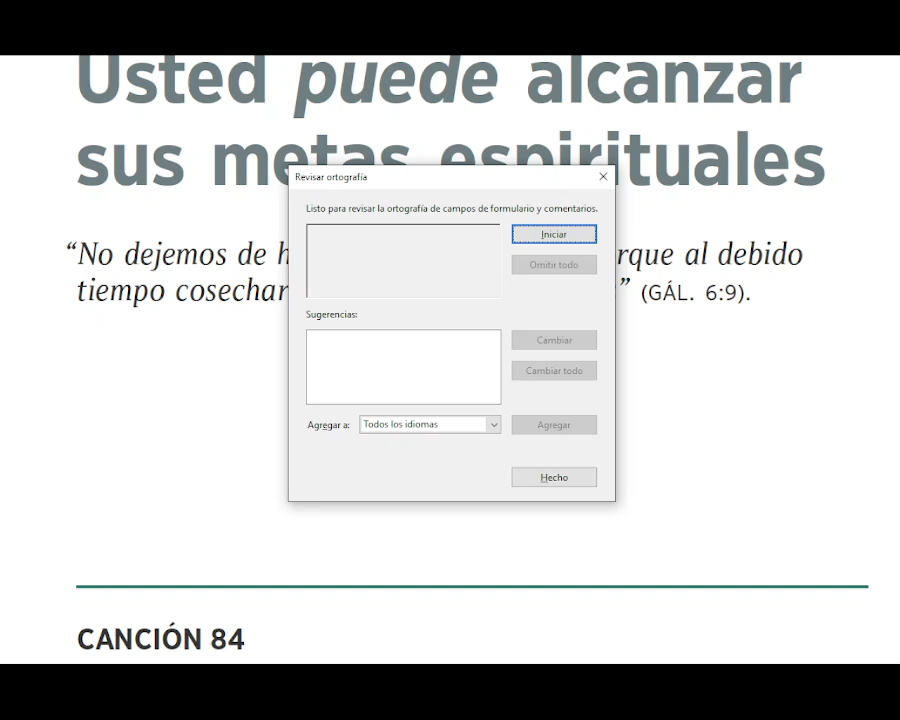 Usted puede alcanzar
sus metas espirituales
Revisar ortografía
Listo para revisar la ortografía de campos de formulario y comentarios.
Iniciar
Omitir todo
“No dejemos de h rque al debido
tiempo cosechar ” (GÁL. 6:9).
Sugerencias:
Cambiar
Cambiar todo
Agregar a: Todos los idiomas Agregar
Hecho
CANCIÓN 84